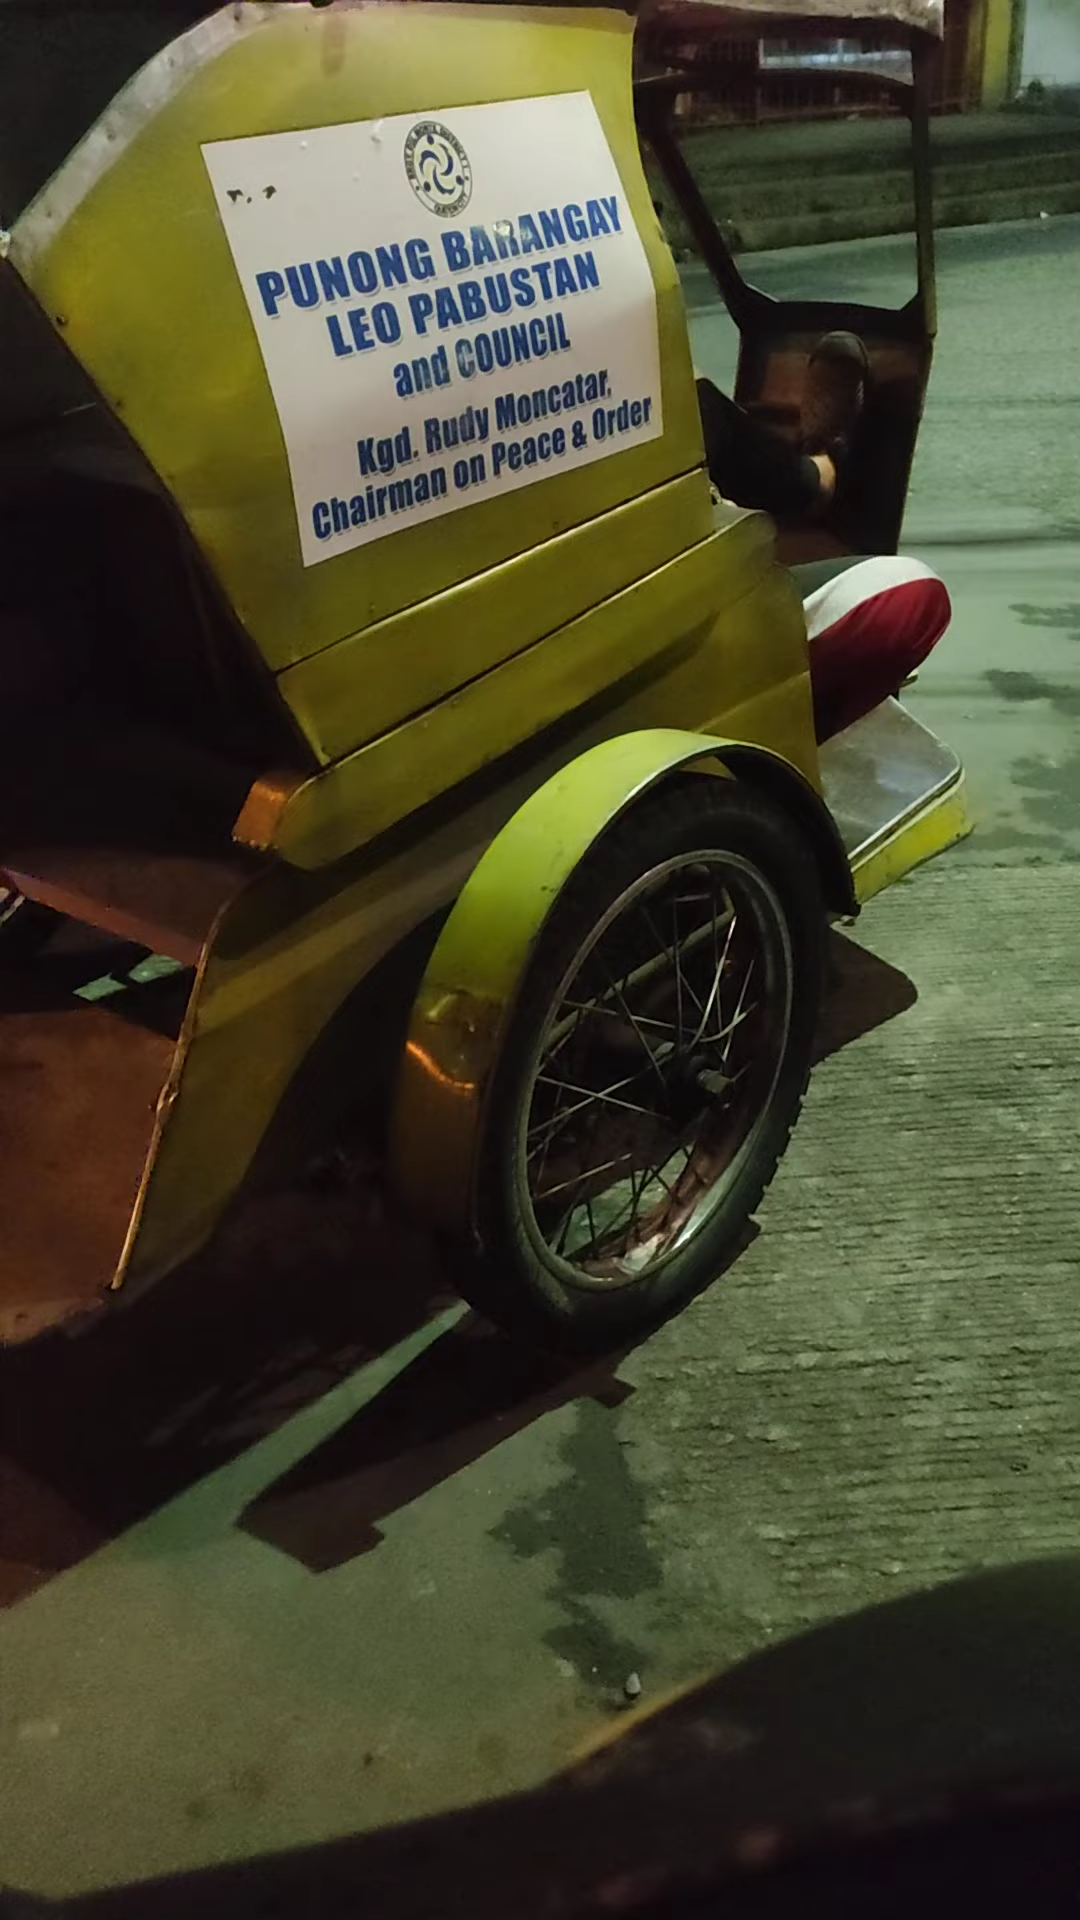 PUNONG BARANGAY
LEO PABUSTAN
and COUNCIL
Kgd. Rudy Moncatar,
Chairman on Peace & Order